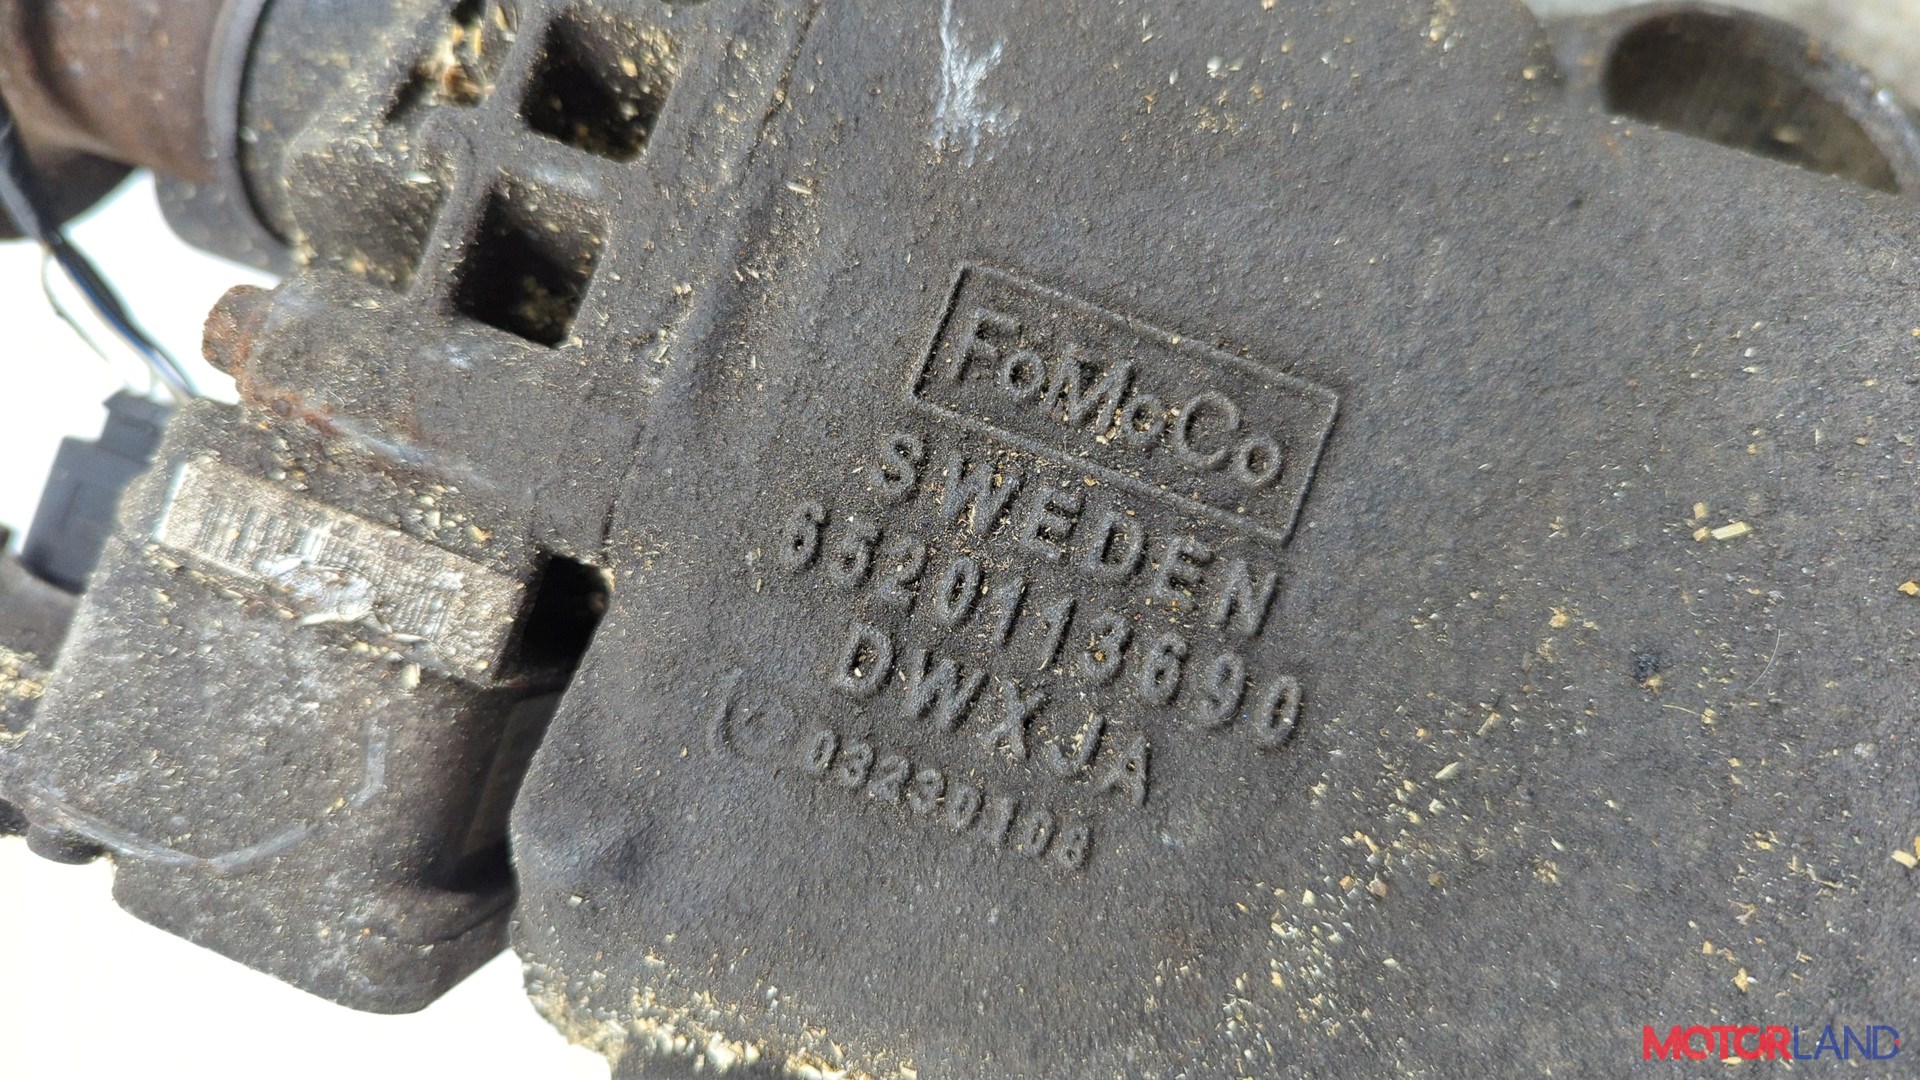 FoMoCo
SWEDEN
6520113690
DWXJA
03230108
MOTORLAND